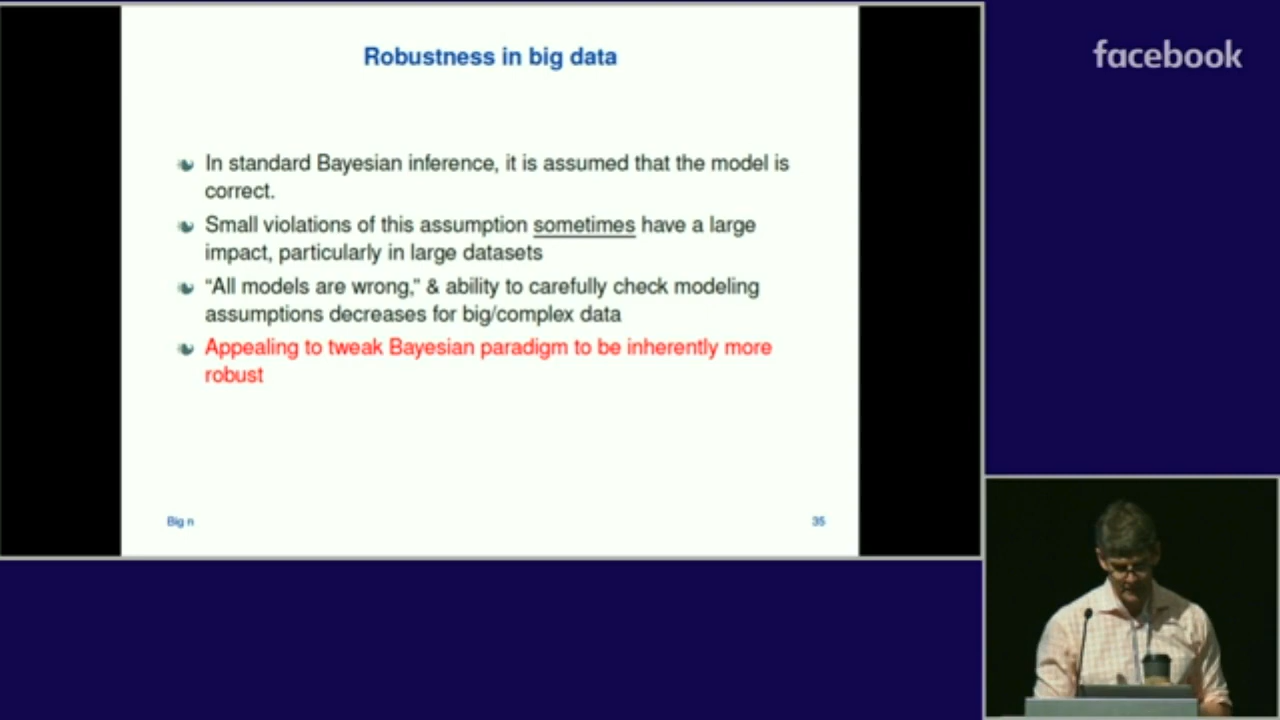 Robustness in big data
facebook
In standard Bayesian inference, it is assumed that the model is
correct.
Small violations of this assumption sometimes have a large
impact, particularly in large datasets
“All models are wrong,” & ability to carefully check modeling
assumptions decreases for big/complex data
Appealing to tweak Bayesian paradigm to be inherently more
robust
Big n
35